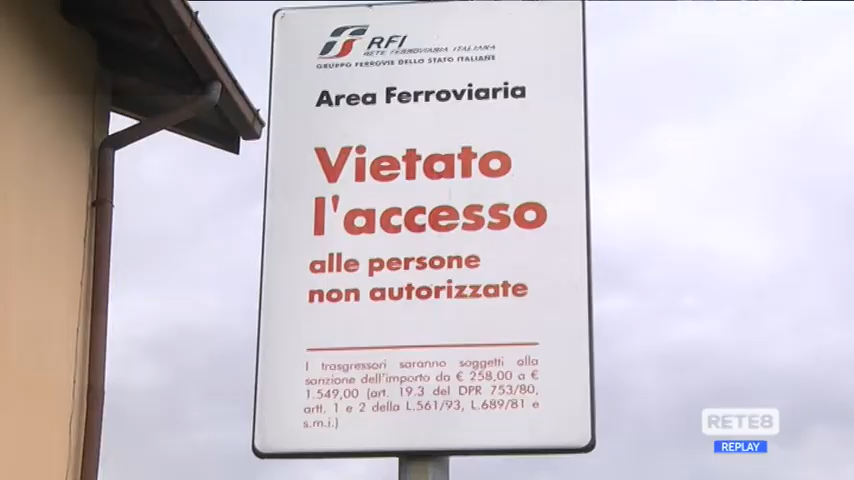 RFI
RETE FERROVIARIA ITALIANA
GRUPPO FERROVIE DELLO STATO ITALIANE
Area Ferroviaria
Vietato
l'accesso
alle persone
non autorizzate
I trasgressori saranno soggetti alla
sanzione dell'importo da € 258,00 a €
1.549,00 (art. 19.3 del DPR 753/80,
artt. 1 e 2 della L.561/93, L.689/81 e
s.m.i.)
RETE8
REPLAY